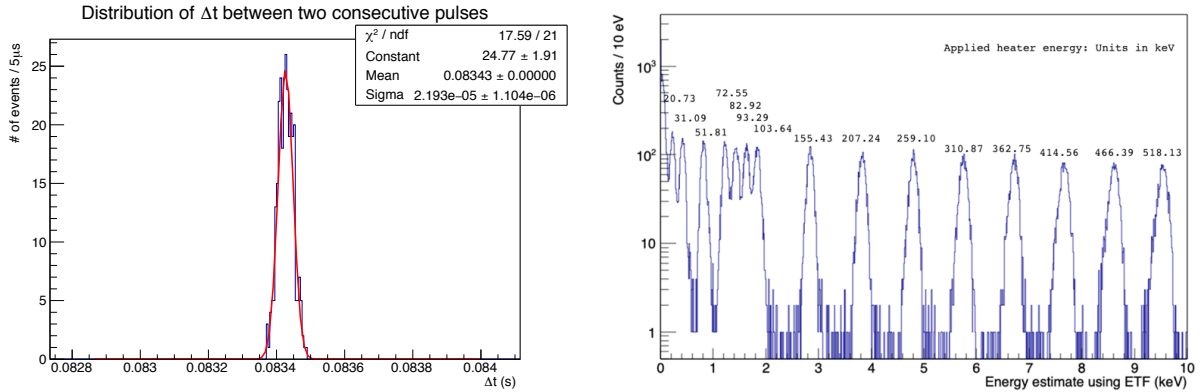 Distribution of Δt between two consecutive pulses
χ² / ndf 17.59 / 21
Constant 24.77 ± 1.91
Mean 0.08343 ± 0.00000
Sigma 2.193e−05 ± 1.104e−06
# of events / 5μs
25
20
15
10
5
0
0.0828 0.083 0.0832 0.0834 0.0836 0.0838 0.084
Δt (s)
Counts / 10 eV
Applied heater energy: Units in keV
10³
10²
10
1
20.73
31.09
51.81
72.55
82.92
93.29
103.64
155.43
207.24
259.10
310.87
362.75
414.56
466.39
518.13
0 1 2 3 4 5 6 7 8 9 10
Energy estimate using ETF (keV)